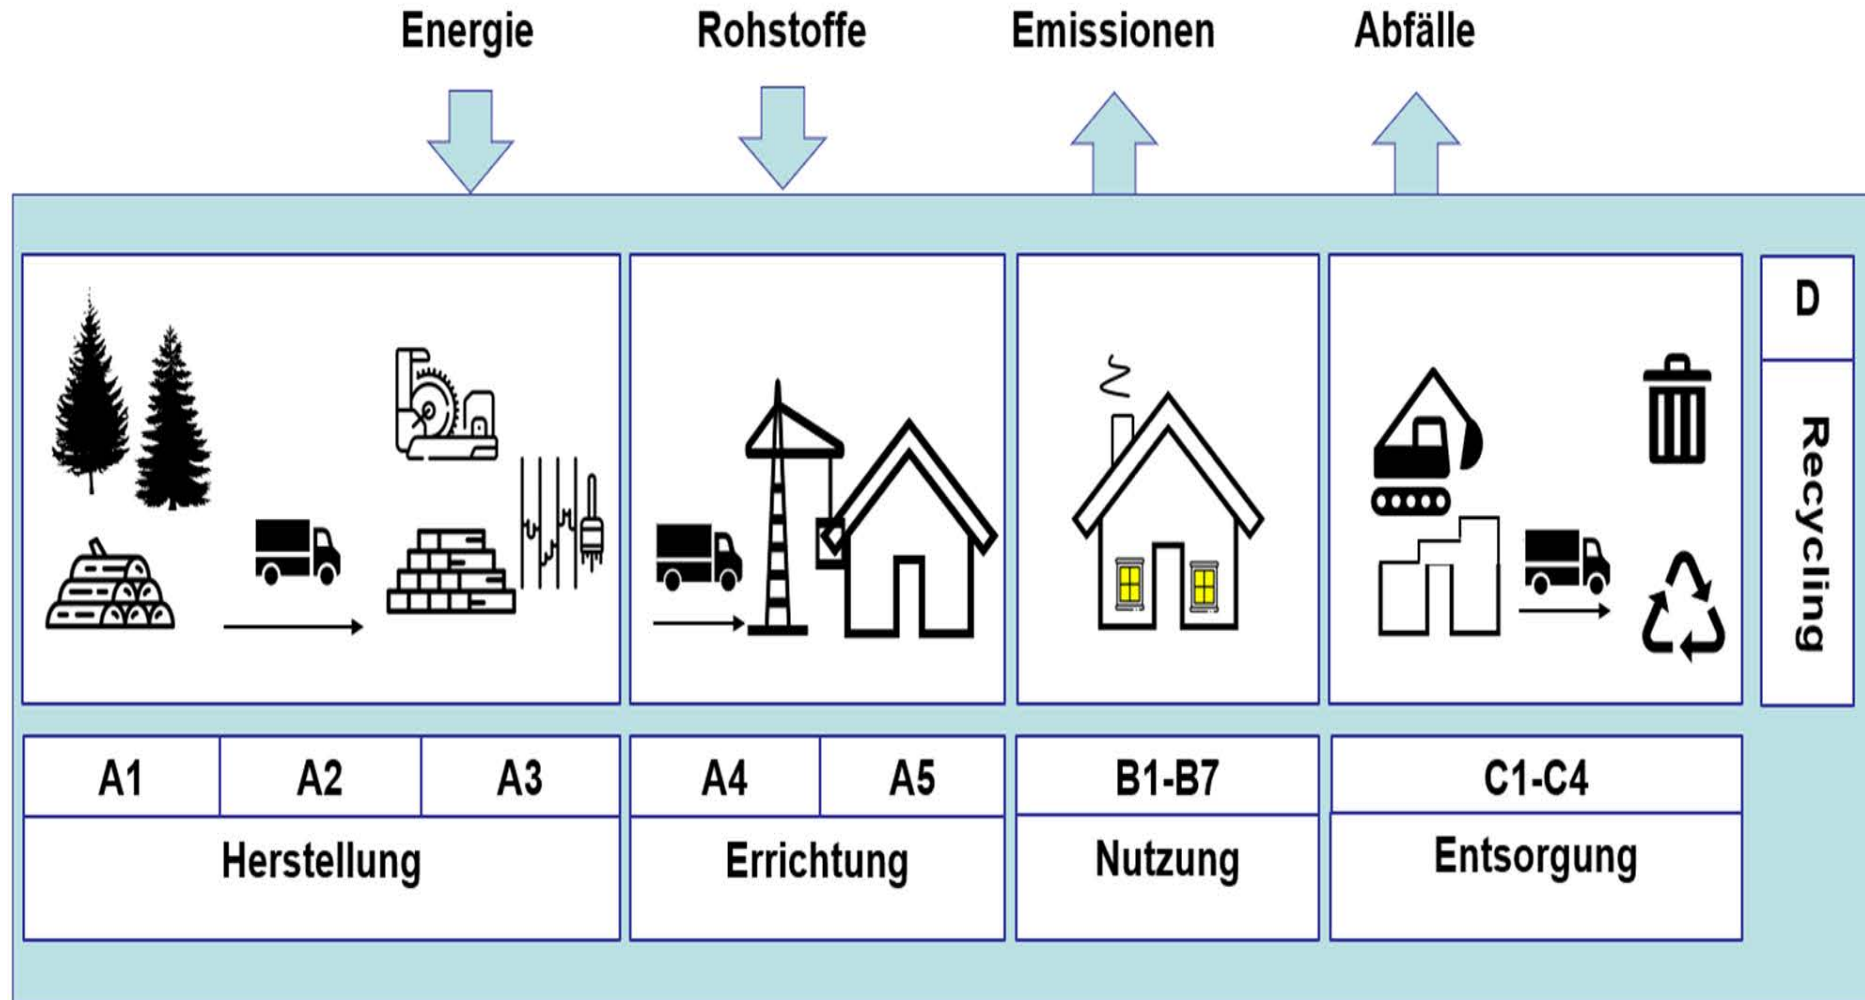 Energie
Rohstoffe
Emissionen
Abfälle
D
Recycling
A1
A2
A3
A4
A5
B1-B7
C1-C4
Herstellung
Errichtung
Nutzung
Entsorgung